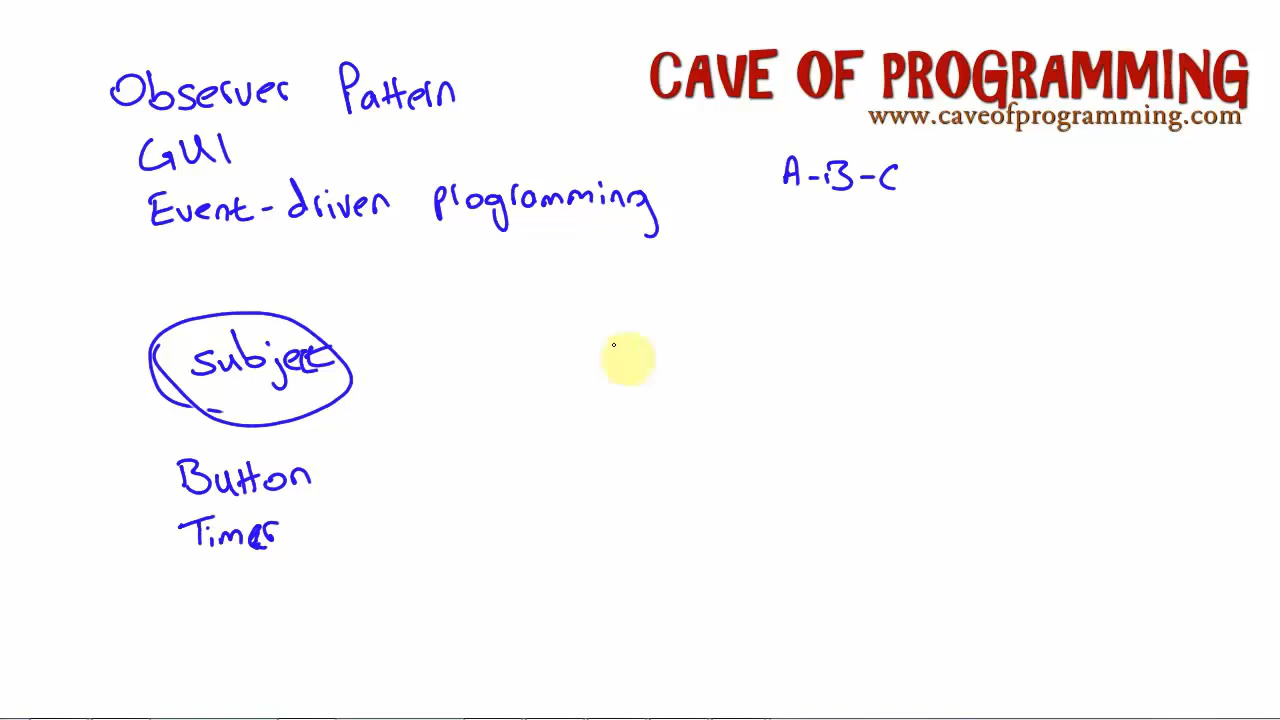 Observer Pattern
CAVE OF PROGRAMMING
www.caveofprogramming.com
GUI
A-B-C
Event-driven programming
subject
Button
Timer